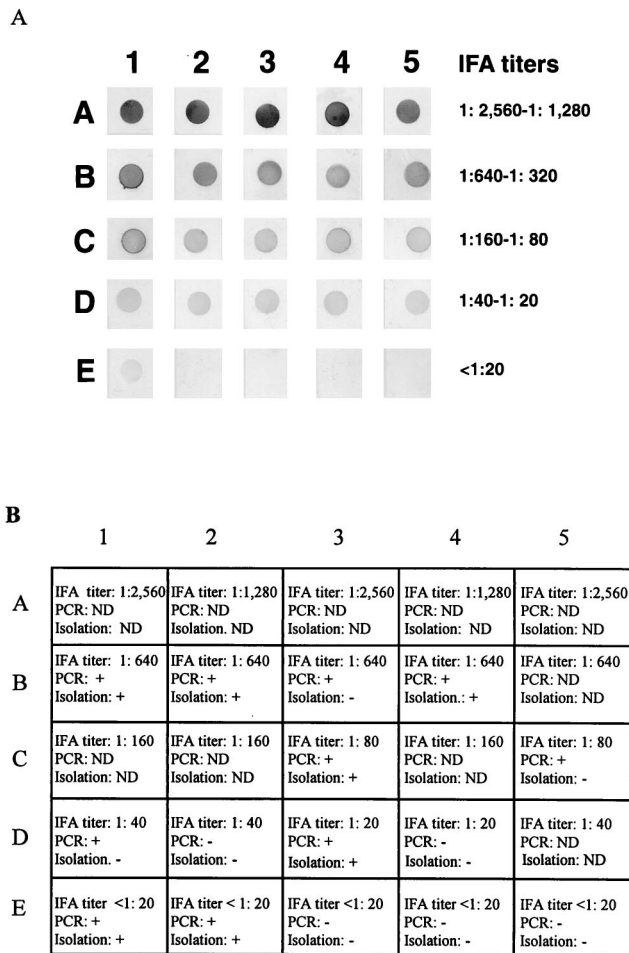 A
1 2 3 4 5 IFA titers
A 1: 2,560-1: 1,280
B 1:640-1: 320
C 1:160-1: 80
D 1:40-1: 20
E <1:20
B
1 2 3 4 5
A
IFA titer: 1:2,560 IFA titer: 1:1,280 IFA titer: 1:2,560 IFA titer: 1:1,280 IFA titer: 1:2,560
PCR: ND PCR: ND PCR: ND PCR: ND PCR: ND
Isolation: ND Isolation. ND Isolation: ND Isolation: ND Isolation: ND
B
IFA titer: 1: 640 IFA titer: 1: 640 IFA titer: 1: 640 IFA titer: 1: 640 IFA titer: 1: 640
PCR: + PCR: + PCR: + PCR: + PCR: ND
Isolation: + Isolation: + Isolation: - Isolation.: + Isolation: ND
C
IFA titer: 1: 160 IFA titer: 1: 160 IFA titer: 1: 80 IFA titer: 1: 160 IFA titer: 1: 80
PCR: ND PCR: ND PCR: + PCR: ND PCR: +
Isolation: ND Isolation: ND Isolation: + Isolation: ND Isolation: -
D
IFA titer: 1: 40 IFA titer: 1: 40 IFA titer: 1: 20 IFA titer: 1: 20 IFA titer: 1: 40
PCR: + PCR: - PCR: + PCR: - PCR: ND
Isolation. - Isolation: - Isolation: + Isolation: - Isolation: ND
E
IFA titer <1: 20 IFA titer < 1: 20 IFA titer <1: 20 IFA titer <1: 20 IFA titer <1: 20
PCR: + PCR: + PCR: - PCR: - PCR: -
Isolation: + Isolation: + Isolation: - Isolation: - Isolation: -